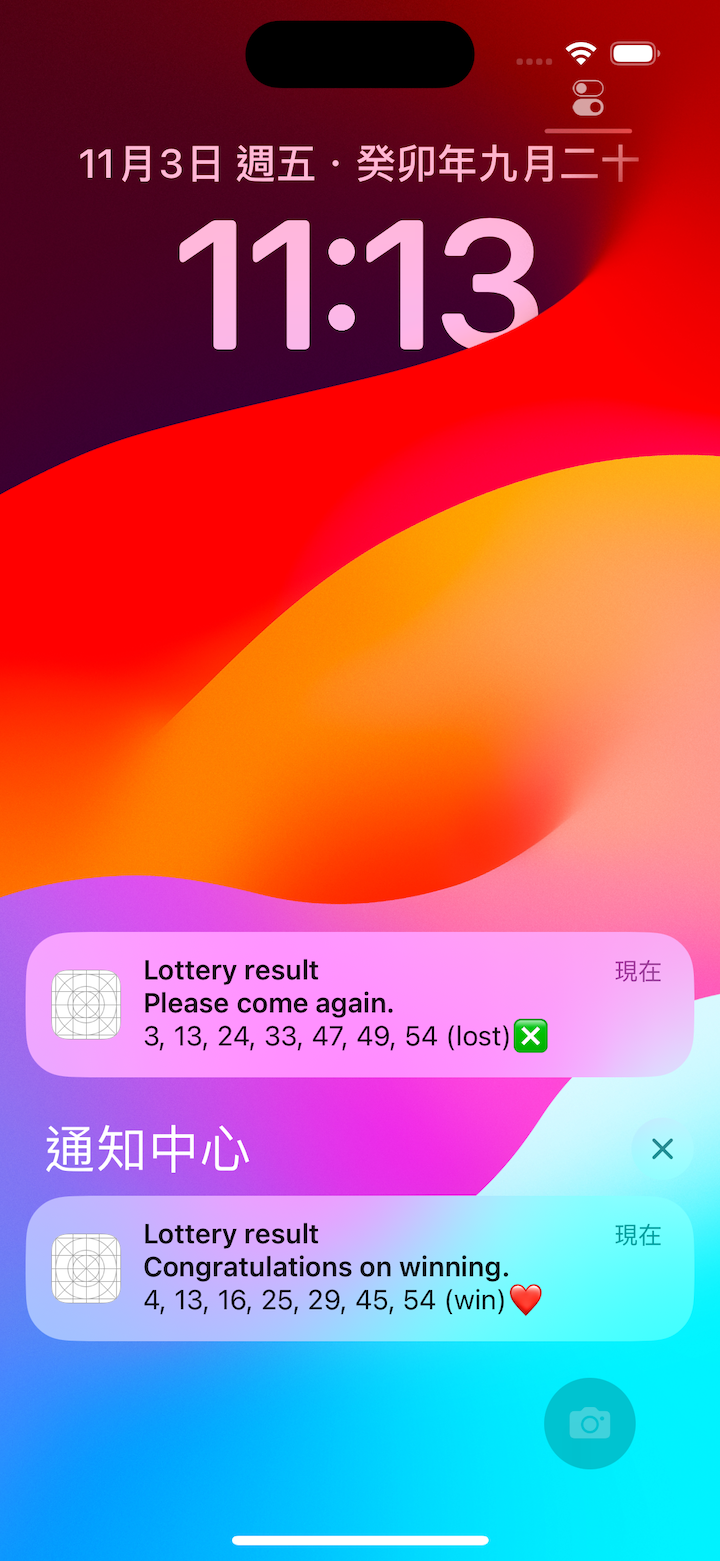 11月3日 週五・癸卯年九月二十
11:13
Lottery result
現在
Please come again.
3, 13, 24, 33, 47, 49, 54 (lost)❎
通知中心
Lottery result
現在
Congratulations on winning.
4, 13, 16, 25, 29, 45, 54 (win)❤️